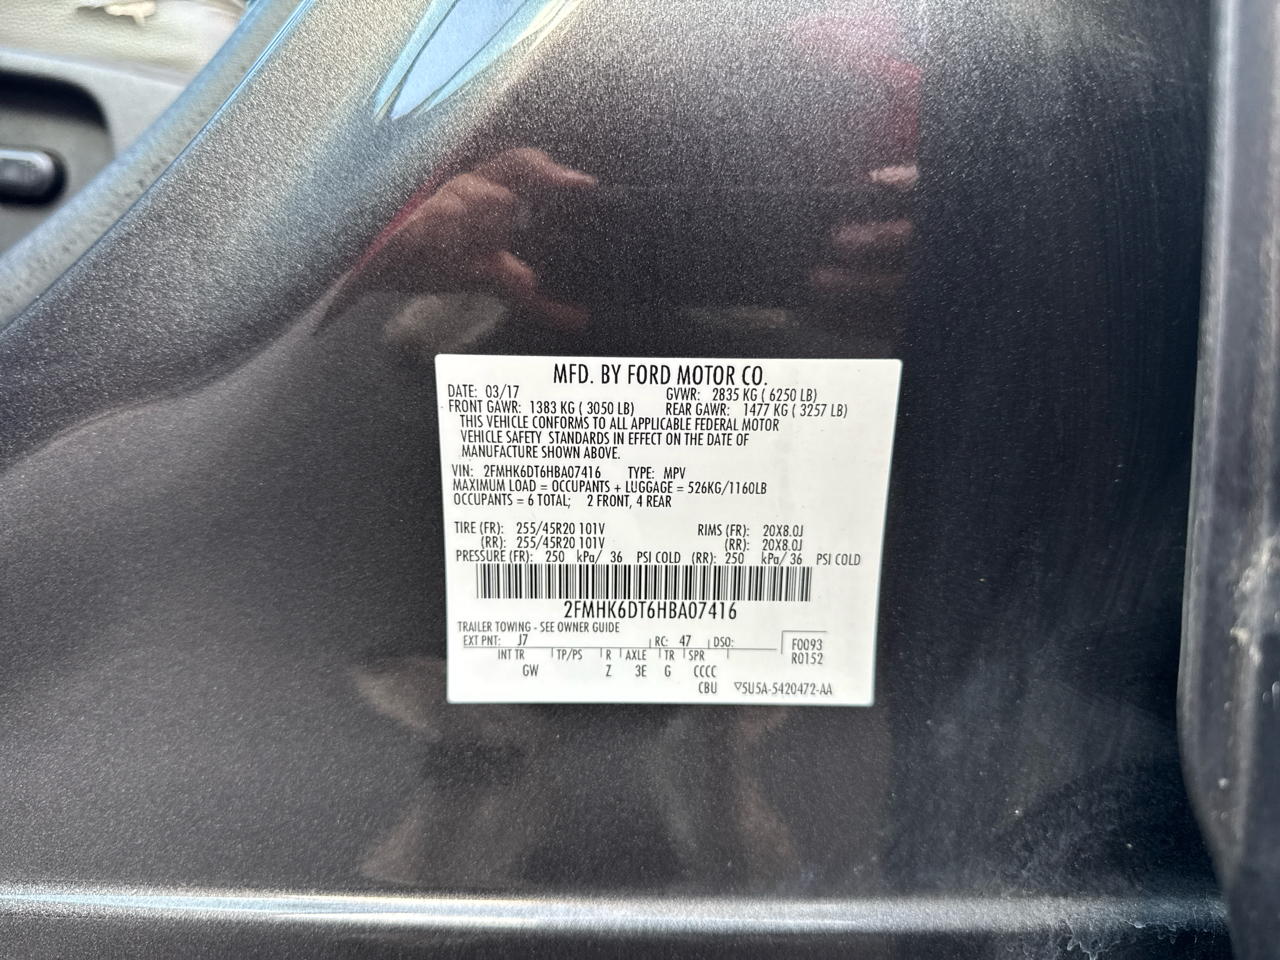 MFD. BY FORD MOTOR CO.
DATE: 03/17 GVWR: 2835 KG ( 6250 LB)
FRONT GAWR: 1383 KG ( 3050 LB) REAR GAWR: 1477 KG ( 3257 LB)
THIS VEHICLE CONFORMS TO ALL APPLICABLE FEDERAL MOTOR
VEHICLE SAFETY STANDARDS IN EFFECT ON THE DATE OF
MANUFACTURE SHOWN ABOVE.
VIN: 2FMHK6DT6HBA07416 TYPE: MPV
MAXIMUM LOAD = OCCUPANTS + LUGGAGE = 526KG/1160LB
OCCUPANTS = 6 TOTAL; 2 FRONT, 4 REAR
TIRE (FR): 255/45R20 101V RIMS (FR): 20X8.0J
(RR): 255/45R20 101V (RR): 20X8.0J
PRESSURE (FR): 250 kPa/ 36 PSI COLD (RR): 250 kPa/ 36 PSI COLD
2FMHK6DT6HBA07416
TRAILER TOWING - SEE OWNER GUIDE
EXT PNT: J7 RC: 47 DSO: F0093
INT TR TP/PS R AXLE TR SPR R0152
GW Z 3E G CCCC
CBU ▽5U5A-5420472-AA